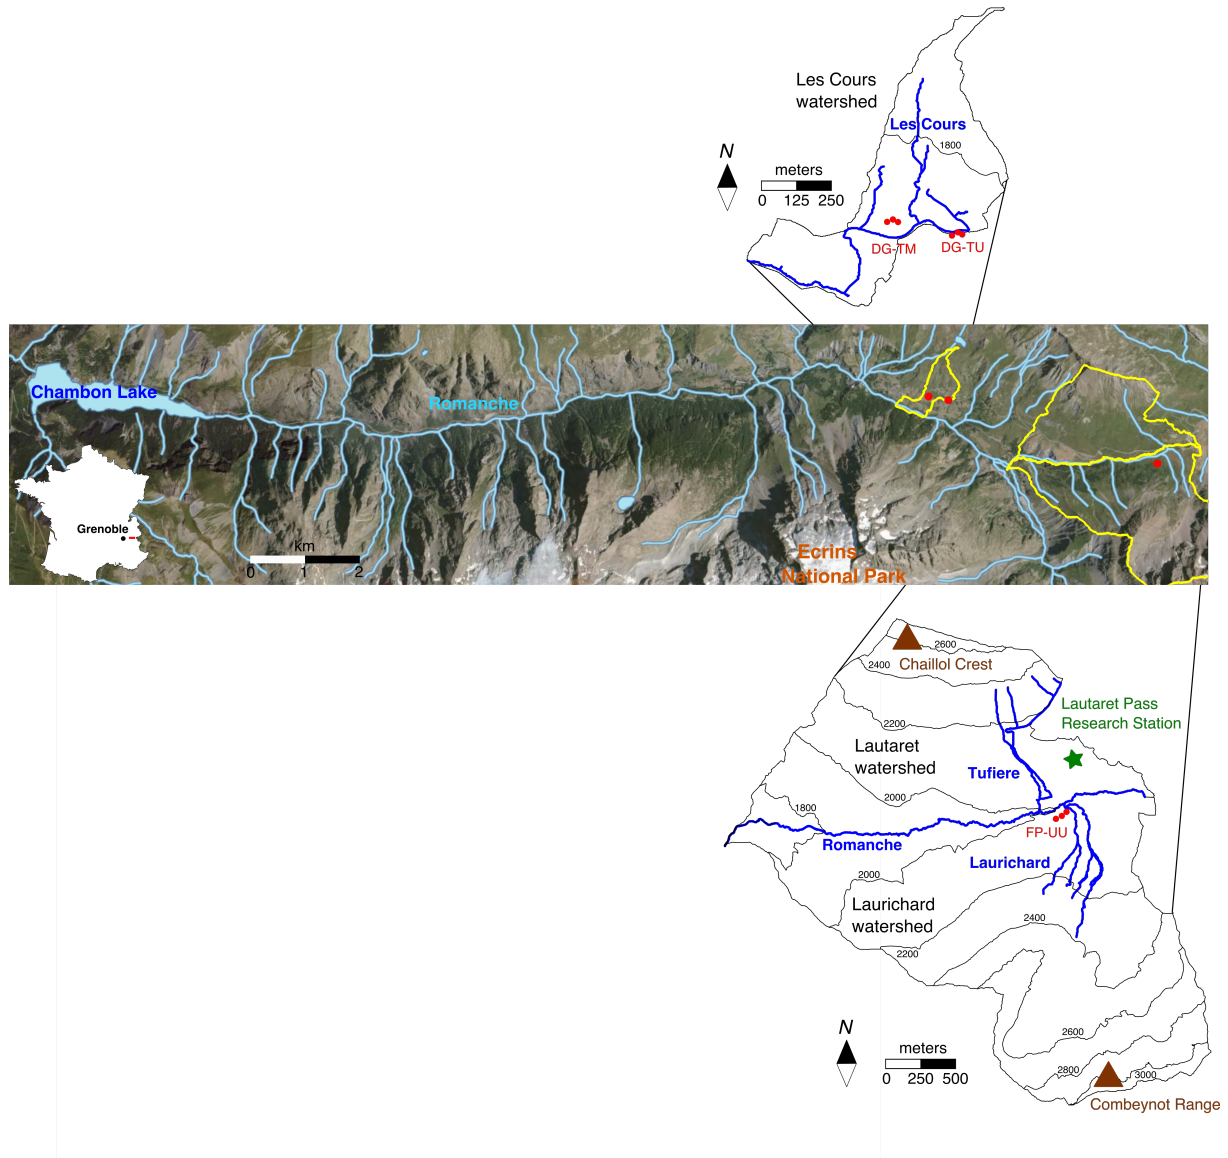 Les Cours
watershed
Les Cours
1800
N
meters
0 125 250
DG-TM
DG-TU
Chambon Lake
Romanche
Grenoble
km
0 1 2
Ecrins
National Park
2600
2400
Chaillol Crest
Lautaret Pass
Research Station
2200
Lautaret
watershed
Tufiere
2000
1800
FP-UU
Romanche
Laurichard
2000
Laurichard
watershed
2400
2200
N
meters
0 250 500
2600
2800
3000
Combeynot Range